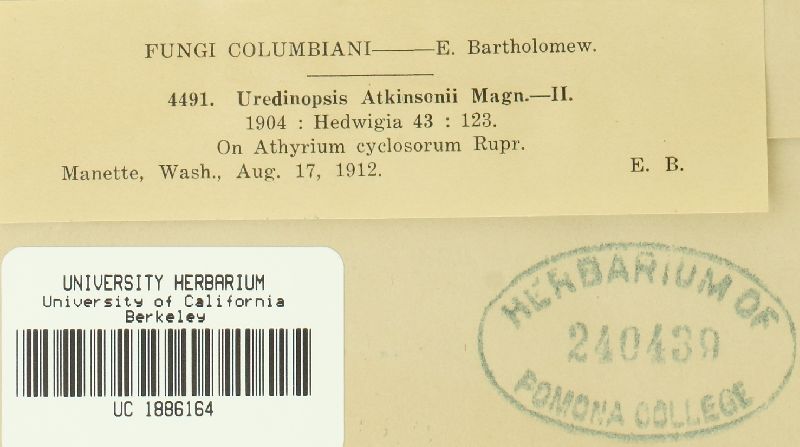 FUNGI COLUMBIANI——E. Bartholomew.
4491. Uredinopsis Atkinsonii Magn.—II.
1904 : Hedwigia 43 : 123.
On Athyrium cyclosorum Rupr.
Manette, Wash., Aug. 17, 1912. E. B.
UNIVERSITY HERBARIUM
University of California
Berkeley
UC 1886164
HERBARIUM OF
240439
POMONA COLLEGE